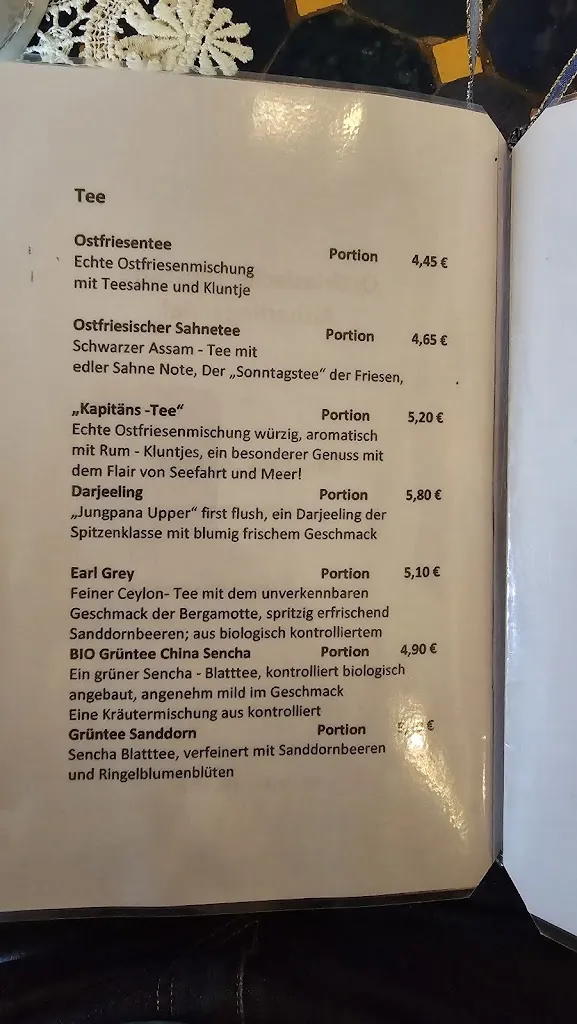 Tee
Ostfriesentee Portion 4,45 €
Echte Ostfriesenmischung
mit Teesahne und Kluntje
Ostfriesischer Sahnetee Portion 4,65 €
Schwarzer Assam - Tee mit
edler Sahne Note, Der „Sonntagstee“ der Friesen,
„Kapitäns -Tee“ Portion 5,20 €
Echte Ostfriesenmischung würzig, aromatisch
mit Rum - Kluntjes, ein besonderer Genuss mit
dem Flair von Seefahrt und Meer!
Darjeeling Portion 5,80 €
„Jungpana Upper“ first flush, ein Darjeeling der
Spitzenklasse mit blumig frischem Geschmack
Earl Grey Portion 5,10 €
Feiner Ceylon- Tee mit dem unverkennbaren
Geschmack der Bergamotte, spritzig erfrischend
Sanddornbeeren; aus biologisch kontrolliertem
BIO Grüntee China Sencha Portion 4,90 €
Ein grüner Sencha - Blatttee, kontrolliert biologisch
angebaut, angenehm mild im Geschmack
Eine Kräutermischung aus kontrolliert
Grüntee Sanddorn Portion €
Sencha Blatttee, verfeinert mit Sanddornbeeren
und Ringelblumenblüten